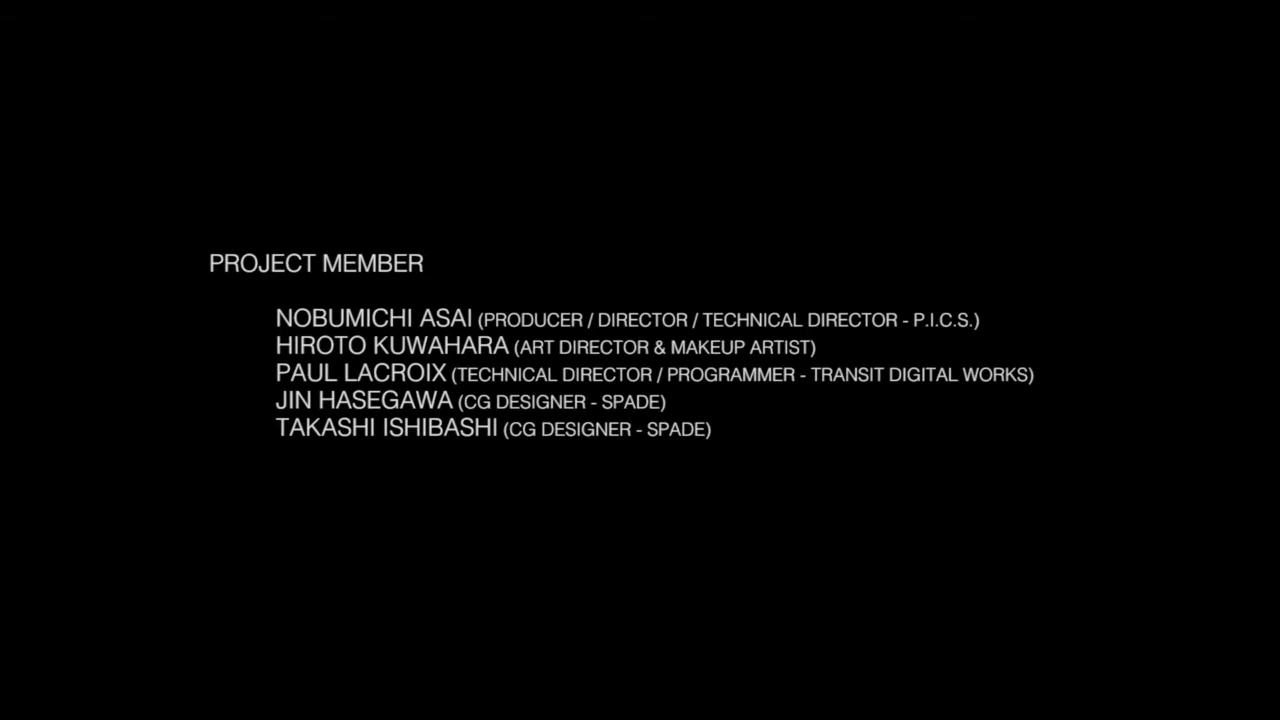 PROJECT MEMBER
NOBUMICHI ASAI (PRODUCER / DIRECTOR / TECHNICAL DIRECTOR - P.I.C.S.)
HIROTO KUWAHARA (ART DIRECTOR & MAKEUP ARTIST)
PAUL LACROIX (TECHNICAL DIRECTOR / PROGRAMMER - TRANSIT DIGITAL WORKS)
JIN HASEGAWA (CG DESIGNER - SPADE)
TAKASHI ISHIBASHI (CG DESIGNER - SPADE)